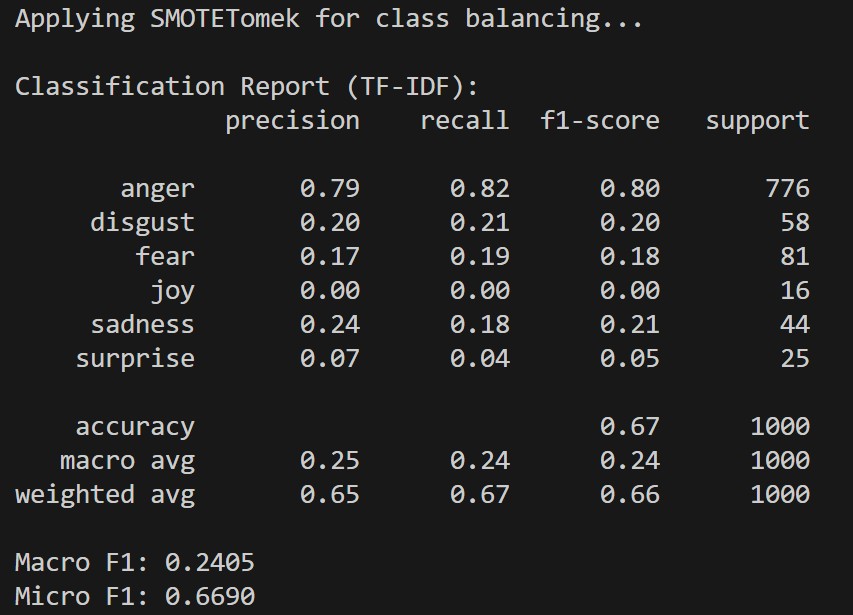 Applying SMOTETomek for class balancing...
Classification Report (TF-IDF):
precision recall f1-score support
anger 0.79 0.82 0.80 776
disgust 0.20 0.21 0.20 58
fear 0.17 0.19 0.18 81
joy 0.00 0.00 0.00 16
sadness 0.24 0.18 0.21 44
surprise 0.07 0.04 0.05 25
accuracy 0.67 1000
macro avg 0.25 0.24 0.24 1000
weighted avg 0.65 0.67 0.66 1000
Macro F1: 0.2405
Micro F1: 0.6690